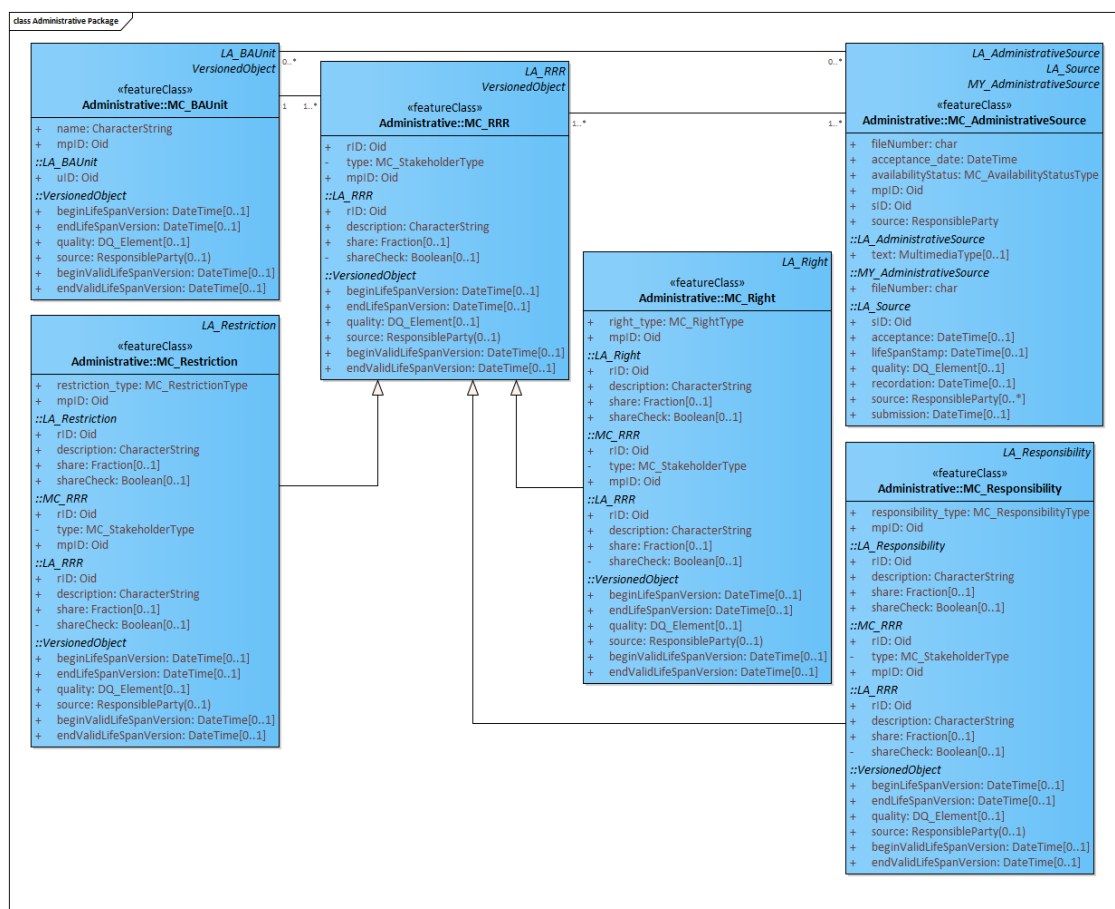 class Administrative Package
LA_BAUnit
VersionedObject
«featureClass»
Administrative::MC_BAUnit
+ name: CharacterString
+ mpID: Oid
::LA_BAUnit
+ uID: Oid
::VersionedObject
+ beginLifeSpanVersion: DateTime[0..1]
+ endLifeSpanVersion: DateTime[0..1]
+ quality: DQ_Element[0..1]
+ source: ResponsibleParty(0..1)
+ beginValidLifeSpanVersion: DateTime[0..1]
+ endValidLifeSpanVersion: DateTime[0..1]
0..*
0..*
1
1..*
LA_RRR
VersionedObject
«featureClass»
Administrative::MC_RRR
+ rID: Oid
- type: MC_StakeholderType
+ mpID: Oid
::LA_RRR
+ rID: Oid
+ description: CharacterString
+ share: Fraction[0..1]
- shareCheck: Boolean[0..1]
::VersionedObject
+ beginLifeSpanVersion: DateTime[0..1]
+ endLifeSpanVersion: DateTime[0..1]
+ quality: DQ_Element[0..1]
+ source: ResponsibleParty(0..1)
+ beginValidLifeSpanVersion: DateTime[0..1]
+ endValidLifeSpanVersion: DateTime[0..1]
1..*
1..*
LA_AdministrativeSource
LA_Source
MY_AdministrativeSource
«featureClass»
Administrative::MC_AdministrativeSource
+ fileNumber: char
+ acceptance_date: DateTime
+ availabilityStatus: MC_AvailabilityStatusType
+ mpID: Oid
+ sID: Oid
+ source: ResponsibleParty
::LA_AdministrativeSource
+ text: MultimediaType[0..1]
::MY_AdministrativeSource
+ fileNumber: char
::LA_Source
+ sID: Oid
+ acceptance: DateTime[0..1]
+ lifeSpanStamp: DateTime[0..1]
+ quality: DQ_Element[0..1]
+ recordation: DateTime[0..1]
+ source: ResponsibleParty[0..*]
+ submission: DateTime[0..1]
LA_Restriction
«featureClass»
Administrative::MC_Restriction
+ restriction_type: MC_RestrictionType
+ mpID: Oid
::LA_Restriction
+ rID: Oid
+ description: CharacterString
+ share: Fraction[0..1]
+ shareCheck: Boolean[0..1]
::MC_RRR
+ rID: Oid
- type: MC_StakeholderType
+ mpID: Oid
::LA_RRR
+ rID: Oid
+ description: CharacterString
+ share: Fraction[0..1]
- shareCheck: Boolean[0..1]
::VersionedObject
+ beginLifeSpanVersion: DateTime[0..1]
+ endLifeSpanVersion: DateTime[0..1]
+ quality: DQ_Element[0..1]
+ source: ResponsibleParty(0..1)
+ beginValidLifeSpanVersion: DateTime[0..1]
+ endValidLifeSpanVersion: DateTime[0..1]
LA_Right
«featureClass»
Administrative::MC_Right
+ right_type: MC_RightType
+ mpID: Oid
::LA_Right
+ rID: Oid
+ description: CharacterString
+ share: Fraction[0..1]
+ shareCheck: Boolean[0..1]
::MC_RRR
+ rID: Oid
- type: MC_StakeholderType
+ mpID: Oid
::LA_RRR
+ rID: Oid
+ description: CharacterString
+ share: Fraction[0..1]
- shareCheck: Boolean[0..1]
::VersionedObject
+ beginLifeSpanVersion: DateTime[0..1]
+ endLifeSpanVersion: DateTime[0..1]
+ quality: DQ_Element[0..1]
+ source: ResponsibleParty(0..1)
+ beginValidLifeSpanVersion: DateTime[0..1]
+ endValidLifeSpanVersion: DateTime[0..1]
LA_Responsibility
«featureClass»
Administrative::MC_Responsibility
+ responsibility_type: MC_ResponsibilityType
+ mpID: Oid
::LA_Responsibility
+ rID: Oid
+ description: CharacterString
+ share: Fraction[0..1]
+ shareCheck: Boolean[0..1]
::MC_RRR
+ rID: Oid
- type: MC_StakeholderType
+ mpID: Oid
::LA_RRR
+ rID: Oid
+ description: CharacterString
+ share: Fraction[0..1]
- shareCheck: Boolean[0..1]
::VersionedObject
+ beginLifeSpanVersion: DateTime[0..1]
+ endLifeSpanVersion: DateTime[0..1]
+ quality: DQ_Element[0..1]
+ source: ResponsibleParty(0..1)
+ beginValidLifeSpanVersion: DateTime[0..1]
+ endValidLifeSpanVersion: DateTime[0..1]